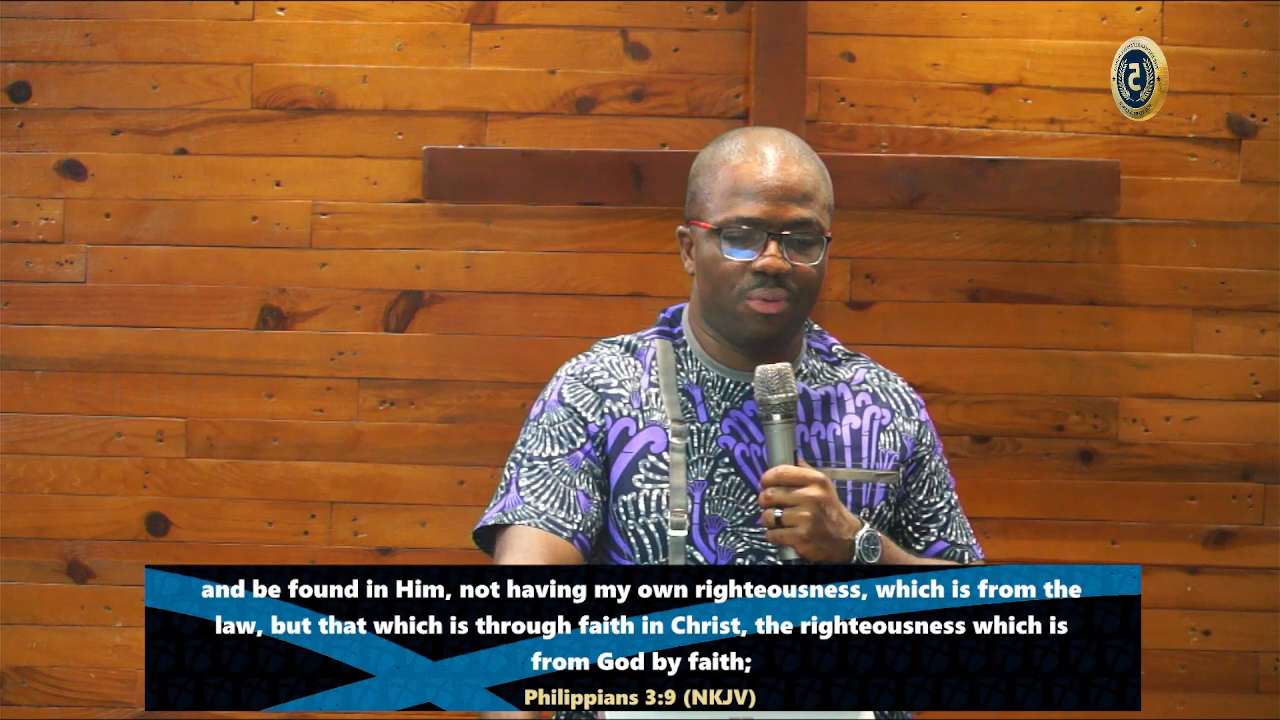 and be found in Him, not having my own righteousness, which is from the
law, but that which is through faith in Christ, the righteousness which is
from God by faith;
Philippians 3:9 (NKJV)